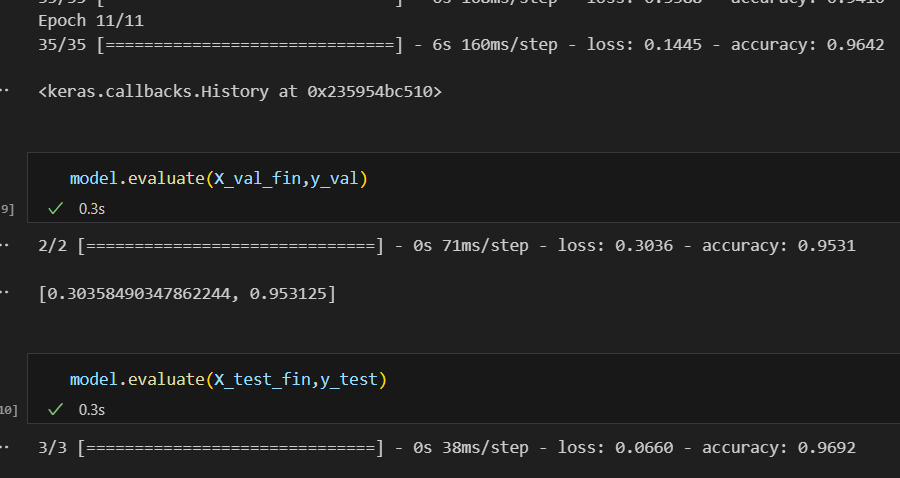 Epoch 11/11
35/35 [==============================] - 6s 160ms/step - loss: 0.1445 - accuracy: 0.9642
<keras.callbacks.History at 0x235954bc510>
model.evaluate(X_val_fin,y_val)
9] 0.3s
2/2 [==============================] - 0s 71ms/step - loss: 0.3036 - accuracy: 0.9531
[0.30358490347862244, 0.953125]
model.evaluate(X_test_fin,y_test)
10] 0.3s
3/3 [==============================] - 0s 38ms/step - loss: 0.0660 - accuracy: 0.9692